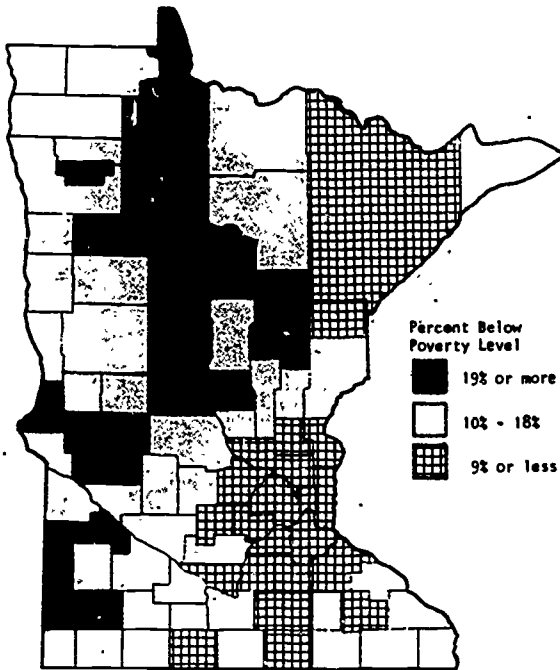 Percent Below
Poverty Level
19% or more
10% - 18%
9% or less